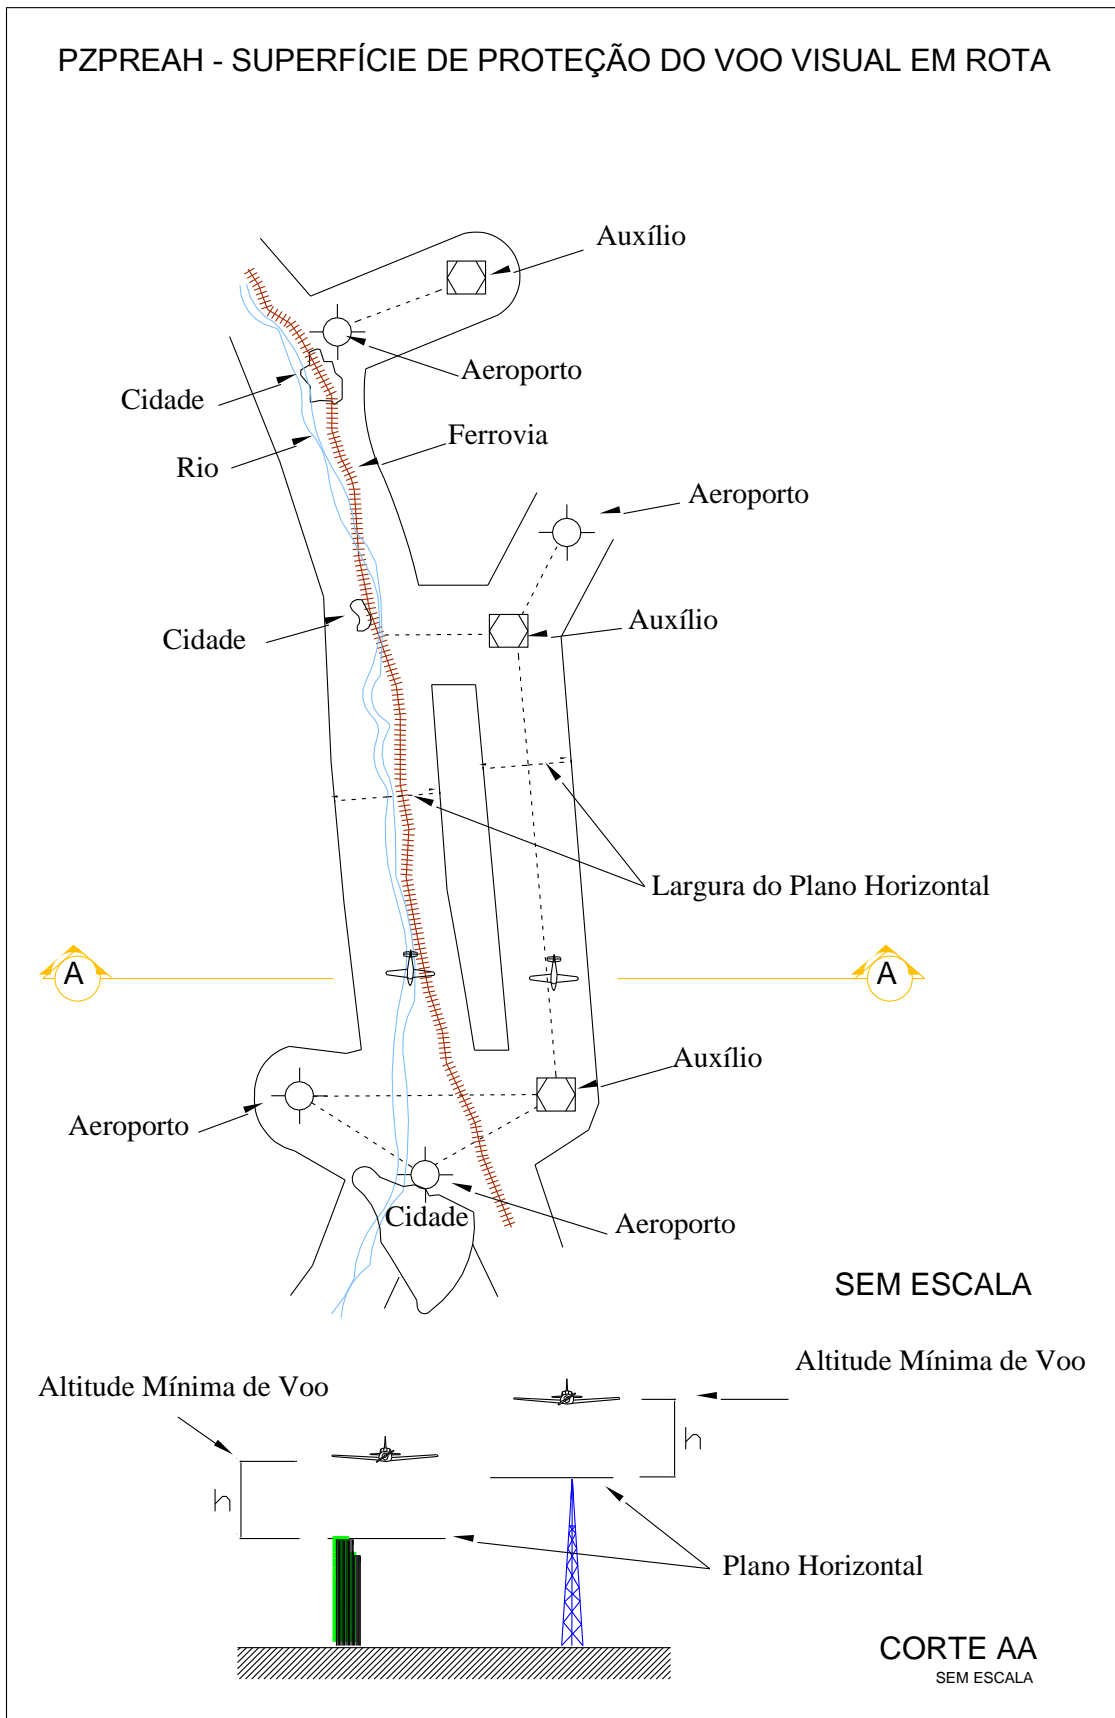 PZPREAH - SUPERFÍCIE DE PROTEÇÃO DO VOO VISUAL EM ROTA
Auxílio
Aeroporto
Cidade
Ferrovia
Rio
Aeroporto
Auxílio
Cidade
Largura do Plano Horizontal
A
A
Auxílio
Aeroporto
Cidade
Aeroporto
SEM ESCALA
Altitude Mínima de Voo
Altitude Mínima de Voo
h
h
Plano Horizontal
CORTE AA
SEM ESCALA